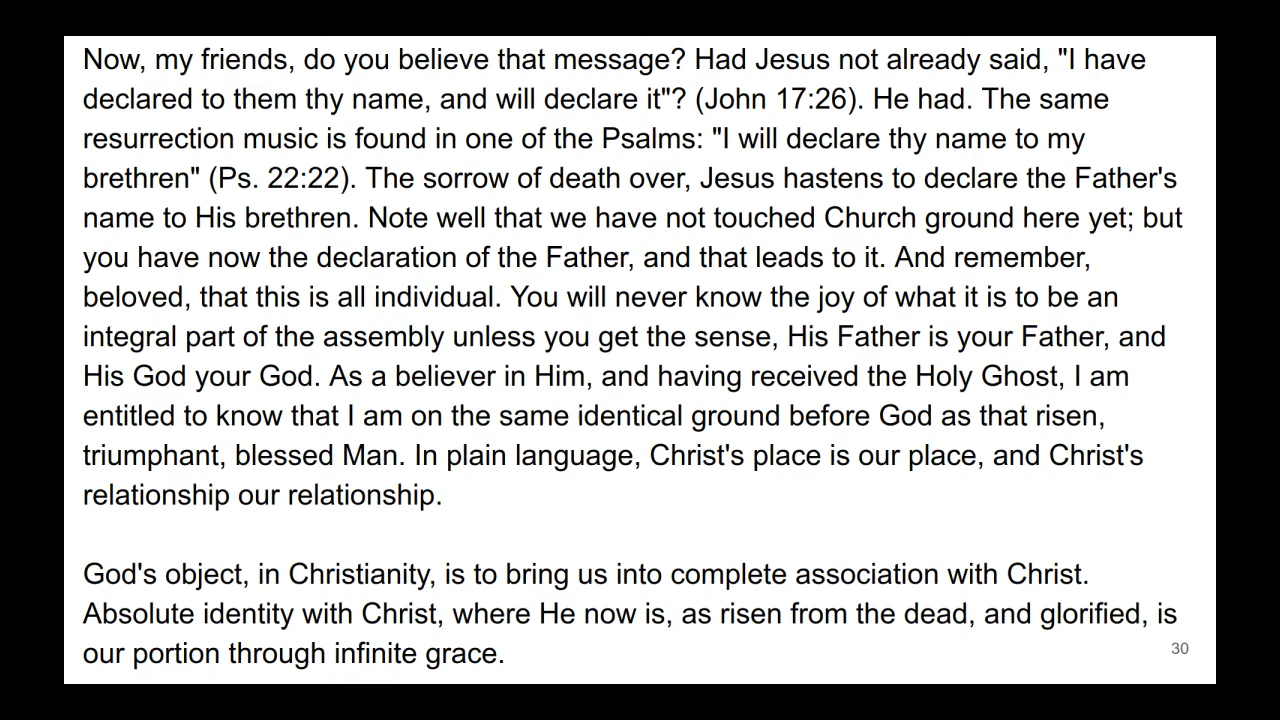 Now, my friends, do you believe that message? Had Jesus not already said, "I have
declared to them thy name, and will declare it"? (John 17:26). He had. The same
resurrection music is found in one of the Psalms: "I will declare thy name to my
brethren" (Ps. 22:22). The sorrow of death over, Jesus hastens to declare the Father's
name to His brethren. Note well that we have not touched Church ground here yet; but
you have now the declaration of the Father, and that leads to it. And remember,
beloved, that this is all individual. You will never know the joy of what it is to be an
integral part of the assembly unless you get the sense, His Father is your Father, and
His God your God. As a believer in Him, and having received the Holy Ghost, I am
entitled to know that I am on the same identical ground before God as that risen,
triumphant, blessed Man. In plain language, Christ's place is our place, and Christ's
relationship our relationship.

God's object, in Christianity, is to bring us into complete association with Christ.
Absolute identity with Christ, where He now is, as risen from the dead, and glorified, is
our portion through infinite grace.
30